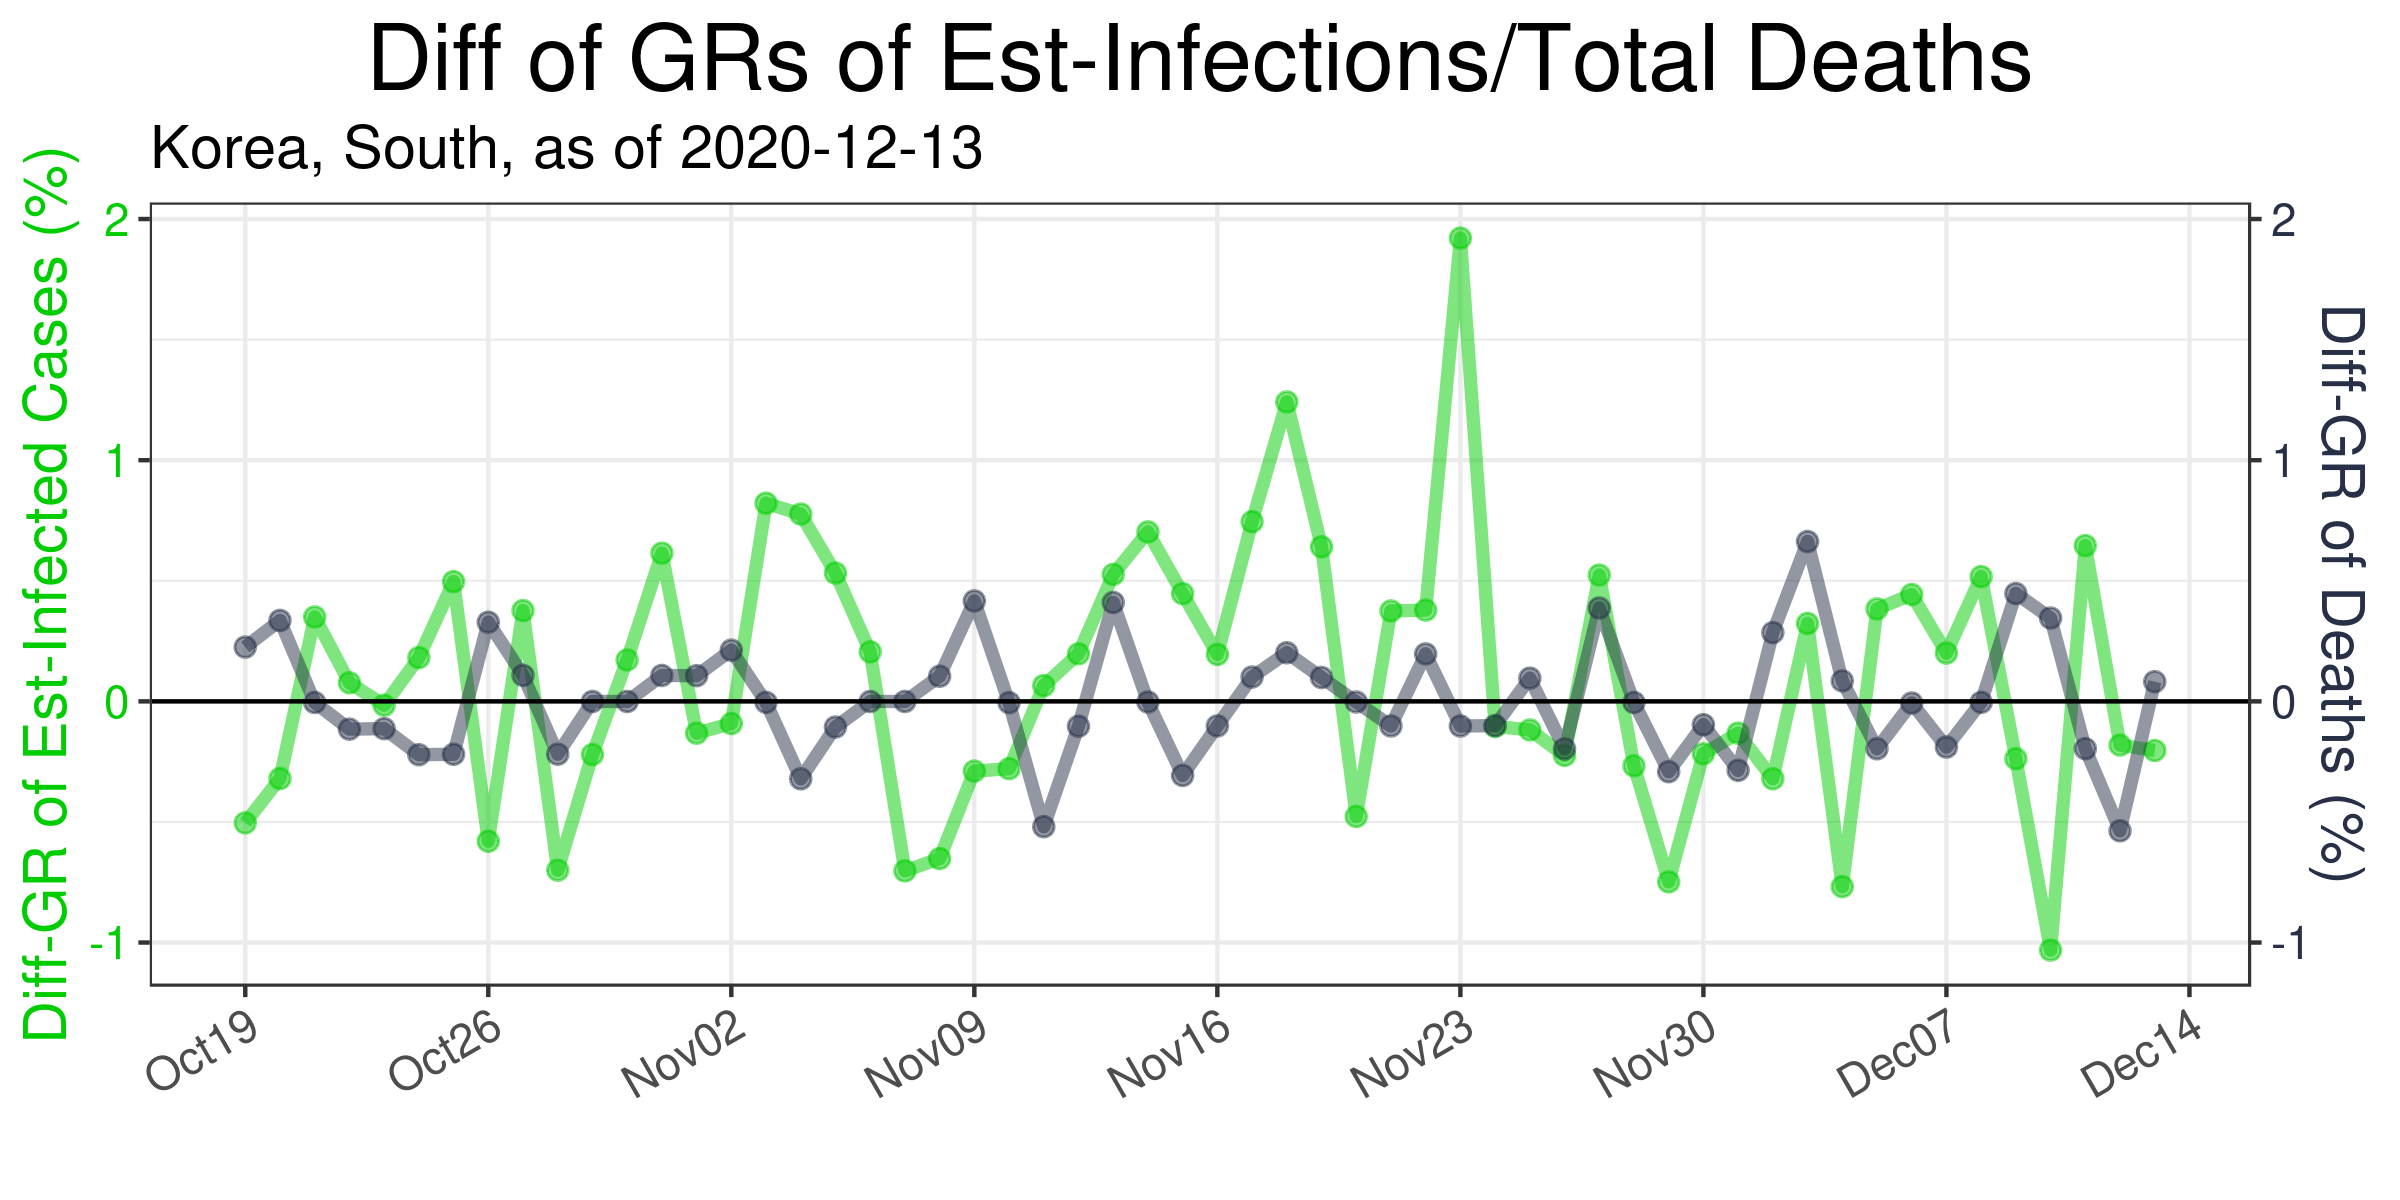 Diff of GRs of Est-Infections/Total Deaths
Korea, South, as of 2020-12-13
Diff-GR of Est-Infected Cases (%)
2
1
0
-1
2
1
0
-1
Diff-GR of Deaths (%)
Oct19
Oct26
Nov02
Nov09
Nov16
Nov23
Nov30
Dec07
Dec14